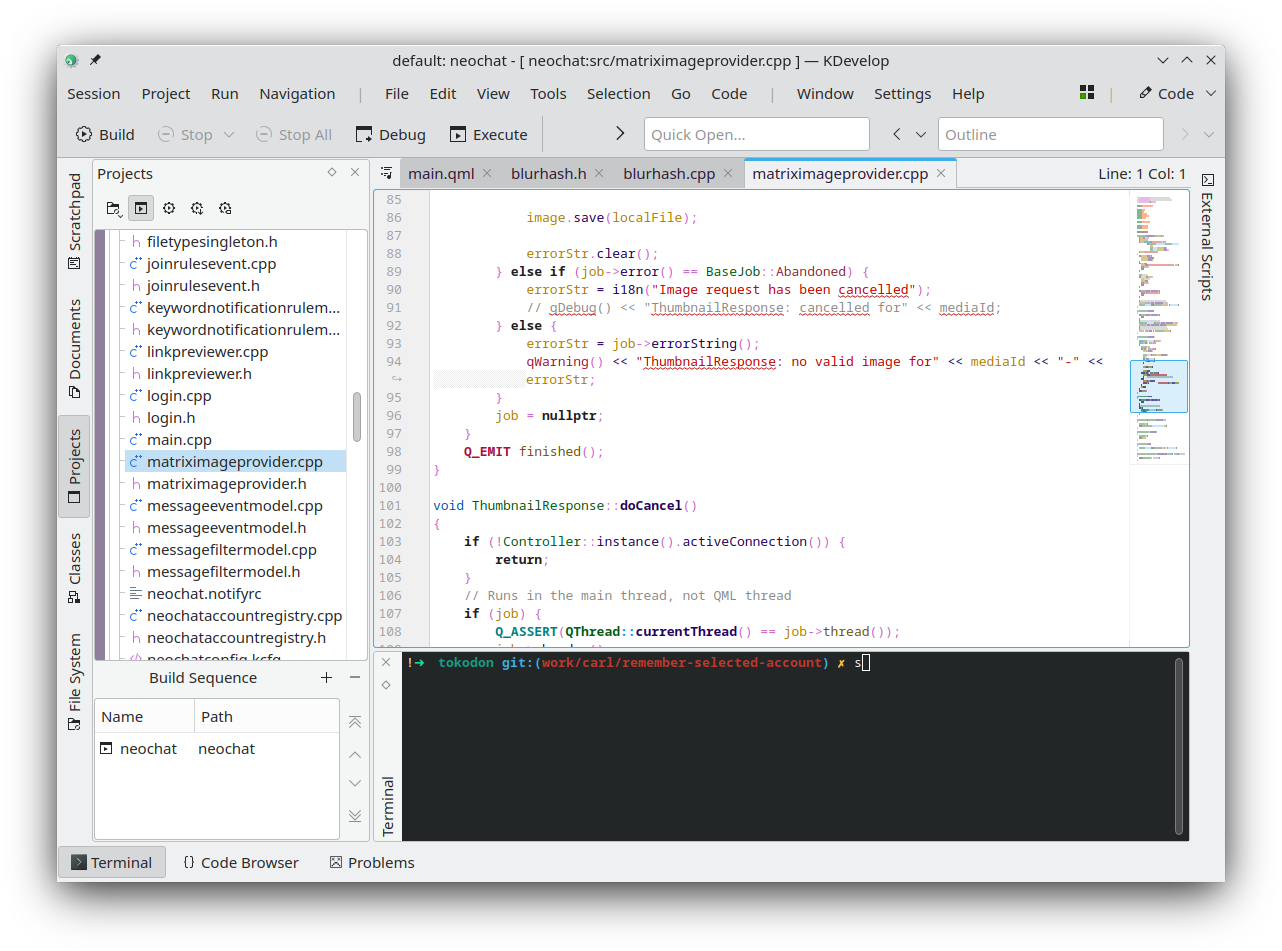 default: neochat - [ neochat:src/matriximageprovider.cpp ] — KDevelop
Session Project Run Navigation | File Edit View Tools Selection Go Code | Window Settings Help | Code
Build Stop Stop All Debug Execute Quick Open... Outline
Scratchpad
Documents
Projects
Classes
File System
Projects
filetypesingleton.h
joinrulesevent.cpp
joinrulesevent.h
keywordnotificationrulem...
keywordnotificationrulem...
linkpreviewer.cpp
linkpreviewer.h
login.cpp
login.h
main.cpp
matriximageprovider.cpp
matriximageprovider.h
messageeventmodel.cpp
messageeventmodel.h
messagefiltermodel.cpp
messagefiltermodel.h
neochat.notifyrc
neochataccountregistry.cpp
neochataccountregistry.h
Build Sequence
Name Path
neochat neochat
main.qml blurhash.h blurhash.cpp matriximageprovider.cpp Line: 1 Col: 1
85
86 image.save(localFile);
87
88 errorStr.clear();
89 } else if (job->error() == BaseJob::Abandoned) {
90 errorStr = i18n("Image request has been cancelled");
91 // qDebug() << "ThumbnailResponse: cancelled for" << mediaId;
92 } else {
93 errorStr = job->errorString();
94 qWarning() << "ThumbnailResponse: no valid image for" << mediaId << "-" <<
errorStr;
95 }
96 job = nullptr;
97 }
98 Q_EMIT finished();
99 }
100
101 void ThumbnailResponse::doCancel()
102 {
103 if (!Controller::instance().activeConnection()) {
104 return;
105 }
106 // Runs in the main thread, not QML thread
107 if (job) {
108 Q_ASSERT(QThread::currentThread() == job->thread());
External Scripts
Terminal
!➜ tokodon git:(work/carl/remember-selected-account) ✗ s
Terminal Code Browser Problems